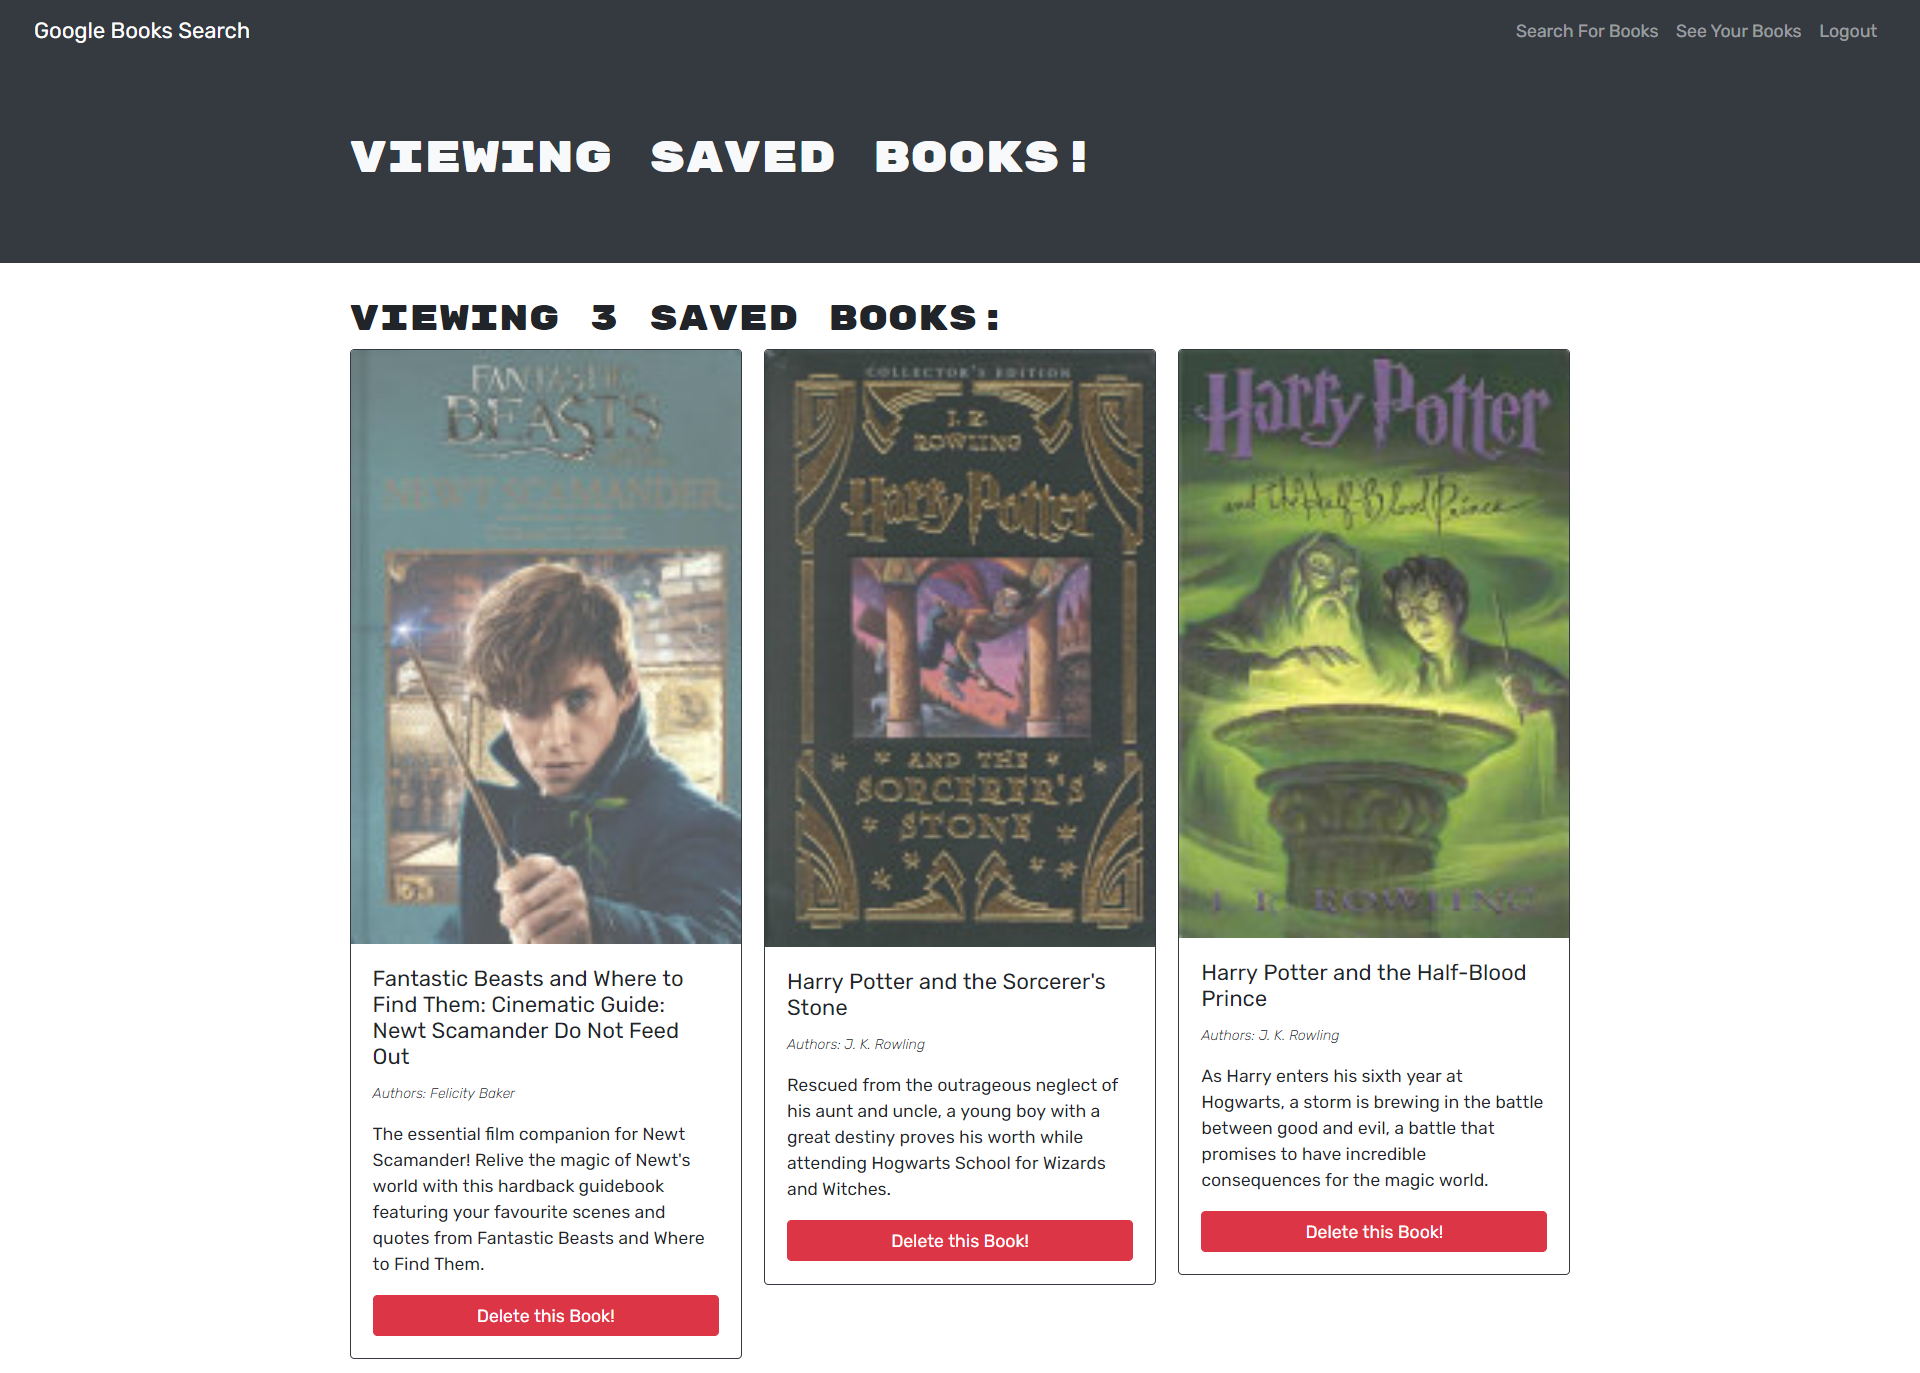 Google Books Search
Search For Books See Your Books Logout
VIEWING SAVED BOOKS!
VIEWING 3 SAVED BOOKS:
FANTASTIC
BEASTS
NEWT SCAMANDER
Fantastic Beasts and Where to
Find Them: Cinematic Guide:
Newt Scamander Do Not Feed
Out
Authors: Felicity Baker
The essential film companion for Newt
Scamander! Relive the magic of Newt's
world with this hardback guidebook
featuring your favourite scenes and
quotes from Fantastic Beasts and Where
to Find Them.
Delete this Book!
COLLECTOR'S EDITION
J. K.
ROWLING
Harry Potter
AND THE
SORCERER'S
STONE
Harry Potter and the Sorcerer's
Stone
Authors: J. K. Rowling
Rescued from the outrageous neglect of
his aunt and uncle, a young boy with a
great destiny proves his worth while
attending Hogwarts School for Wizards
and Witches.
Delete this Book!
Harry Potter
and the Half-Blood Prince
J. K. ROWLING
Harry Potter and the Half-Blood
Prince
Authors: J. K. Rowling
As Harry enters his sixth year at
Hogwarts, a storm is brewing in the battle
between good and evil, a battle that
promises to have incredible
consequences for the magic world.
Delete this Book!